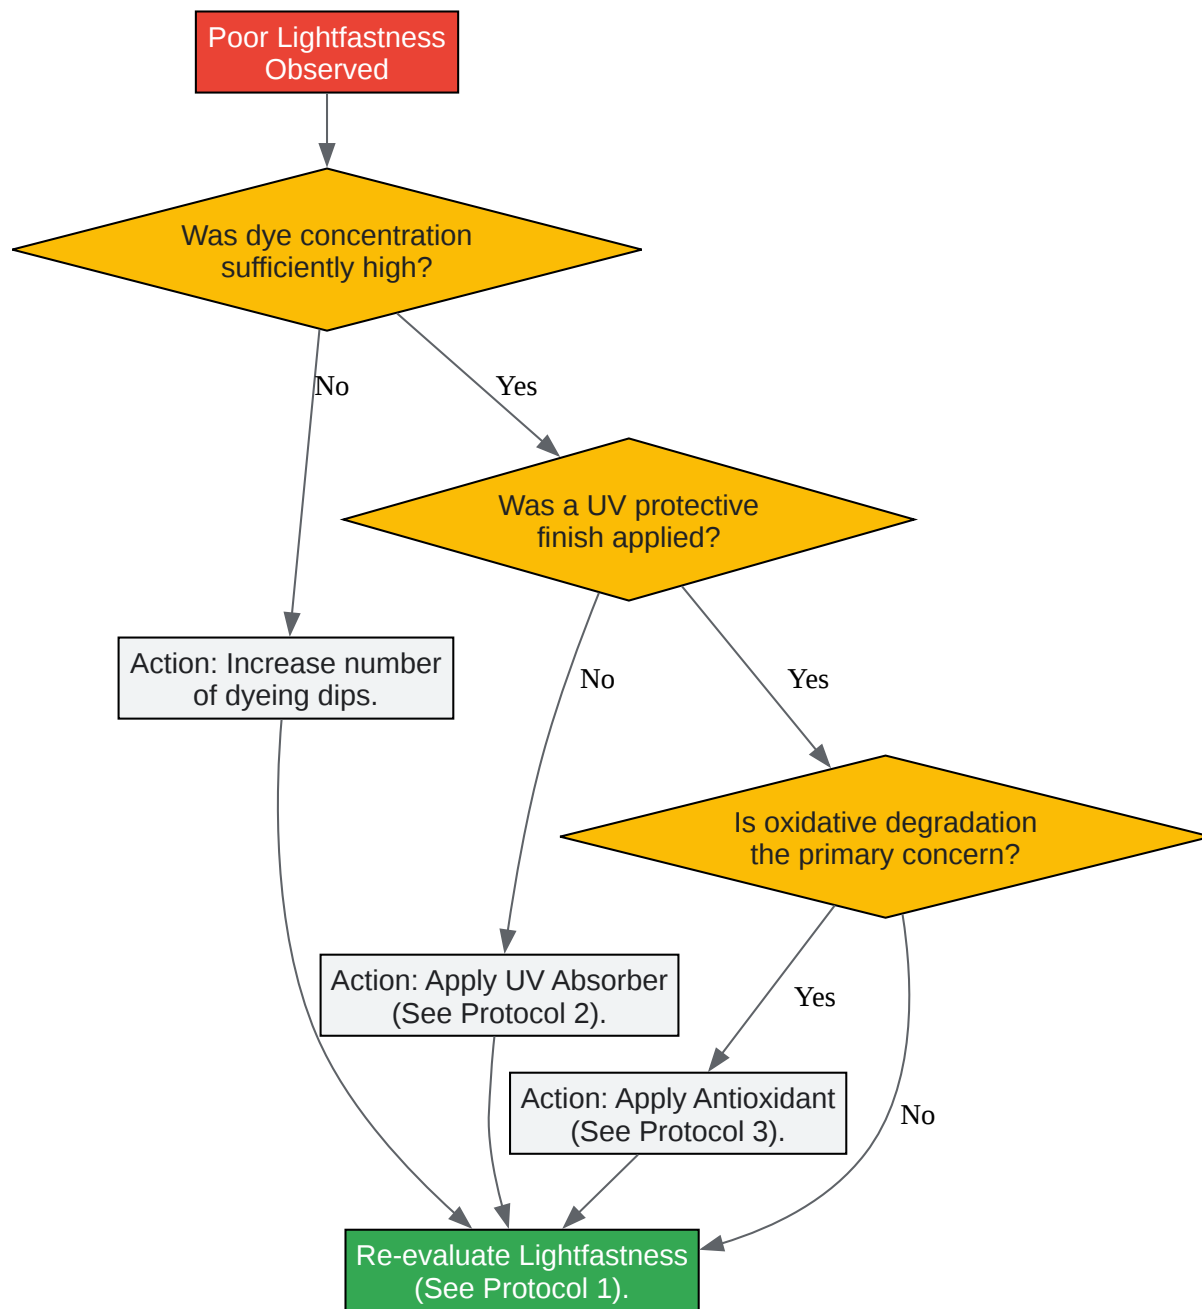 Poor Lightfastness
Observed
Was dye concentration
sufficiently high?
No
Yes
Was a UV protective
finish applied?
Action: Increase number
of dyeing dips.
No
Yes
Is oxidative degradation
the primary concern?
Action: Apply UV Absorber
(See Protocol 2).
Yes
Action: Apply Antioxidant
(See Protocol 3).
No
Re-evaluate Lightfastness
(See Protocol 1).